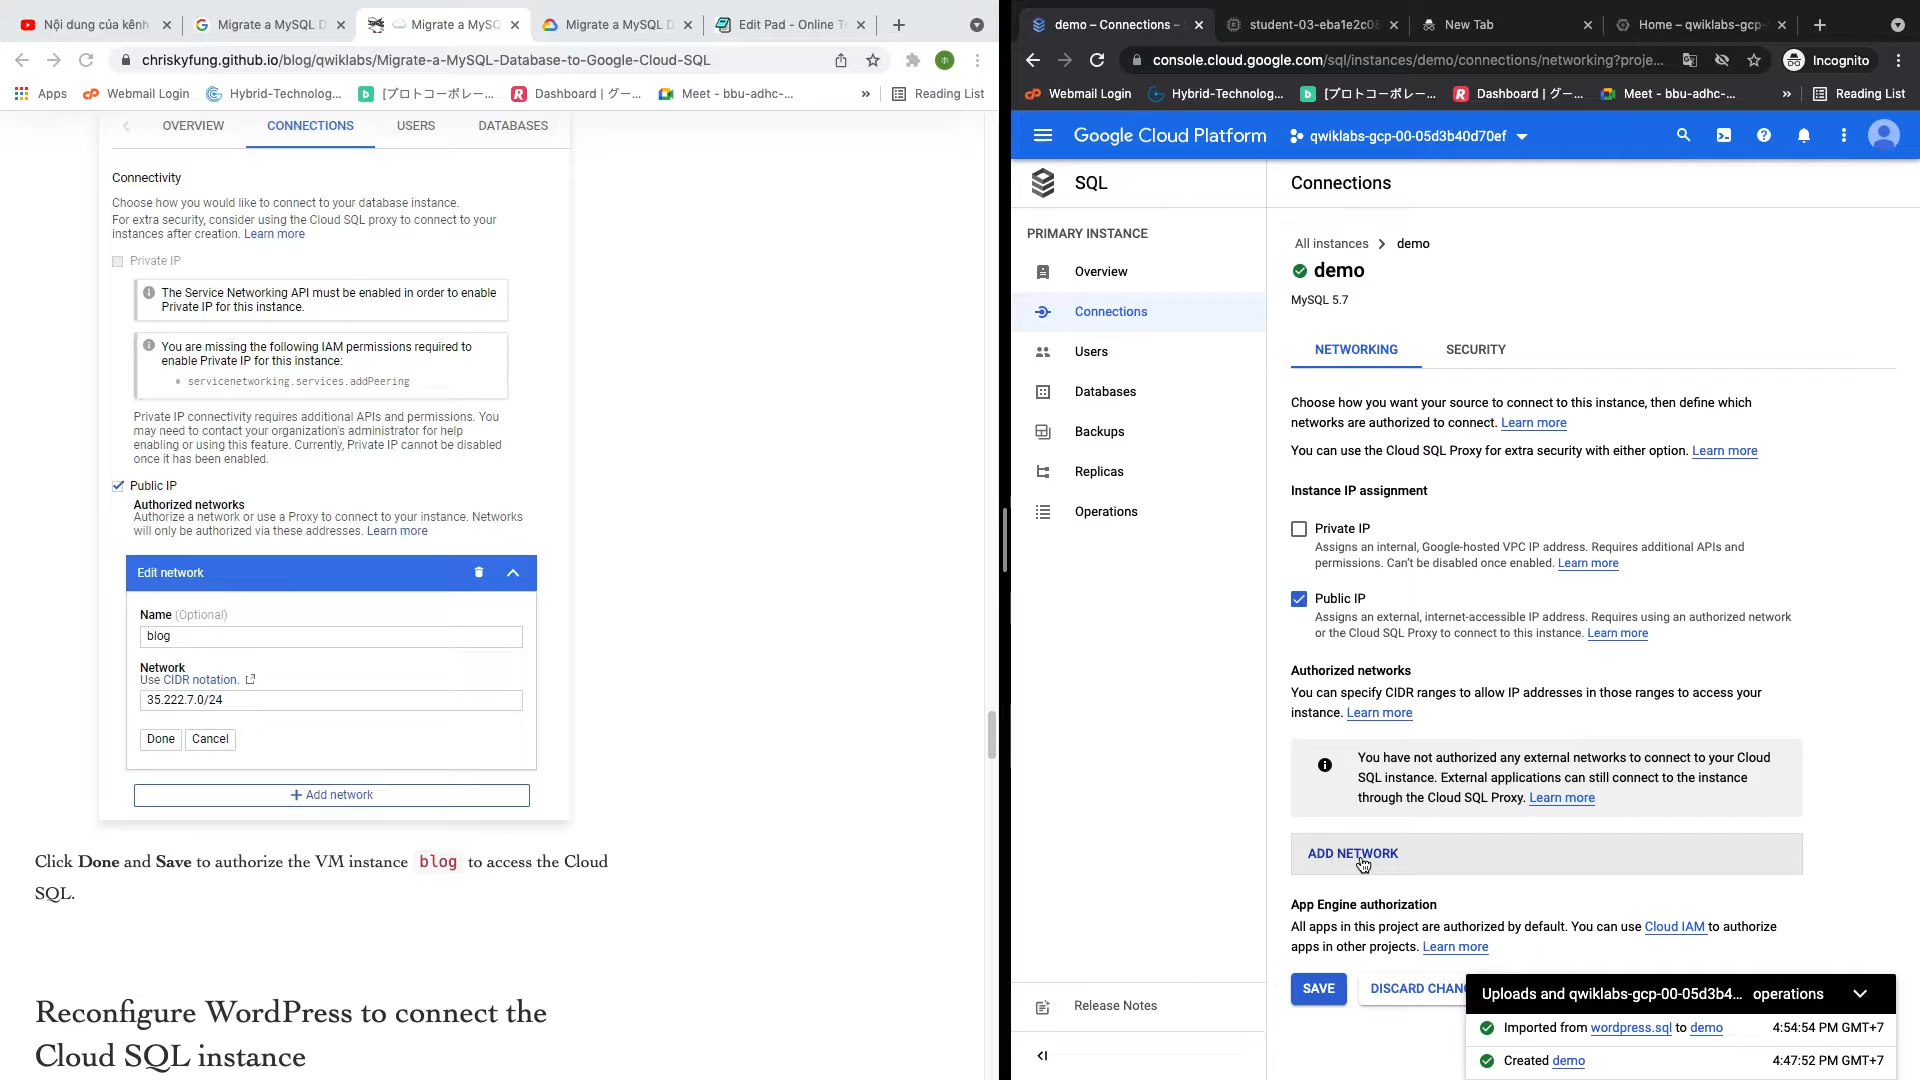 Nội dung của kênh
Migrate a MySQL D
Migrate a MySQ
Migrate a MySQL D
Edit Pad - Online T
chriskyfung.github.io/blog/qwiklabs/Migrate-a-MySQL-Database-to-Google-Cloud-SQL
Apps
Webmail Login
Hybrid-Technolog...
[プロトコーポレー...
Dashboard | グー...
Meet - bbu-adhc-...
»
Reading List
OVERVIEW
CONNECTIONS
USERS
DATABASES
Connectivity
Choose how you would like to connect to your database instance.
For extra security, consider using the Cloud SQL proxy to connect to your
instances after creation. Learn more
Private IP
The Service Networking API must be enabled in order to enable
Private IP for this instance.
You are missing the following IAM permissions required to
enable Private IP for this instance:
• servicenetworking.services.addPeering
Private IP connectivity requires additional APIs and permissions. You
may need to contact your organization's administrator for help
enabling or using this feature. Currently, Private IP cannot be disabled
once it has been enabled.
Public IP
Authorized networks
Authorize a network or use a Proxy to connect to your instance. Networks
will only be authorized via these addresses. Learn more
Edit network
Name (Optional)
blog
Network
Use CIDR notation.
35.222.7.0/24
Done
Cancel
+ Add network
Click Done and Save to authorize the VM instance blog to access the Cloud
SQL.
Reconfigure WordPress to connect the
Cloud SQL instance
demo – Connections –
student-03-eba1e2c08
New Tab
Home – qwiklabs-gcp-
console.cloud.google.com/sql/instances/demo/connections/networking?proje...
Incognito
Webmail Login
Hybrid-Technolog...
[プロトコーポレー...
Dashboard | グー...
Meet - bbu-adhc-...
»
Reading List
Google Cloud Platform
qwiklabs-gcp-00-05d3b40d70ef
SQL
Connections
PRIMARY INSTANCE
Overview
Connections
Users
Databases
Backups
Replicas
Operations
Release Notes
All instances
demo
demo
MySQL 5.7
NETWORKING
SECURITY
Choose how you want your source to connect to this instance, then define which
networks are authorized to connect. Learn more
You can use the Cloud SQL Proxy for extra security with either option. Learn more
Instance IP assignment
Private IP
Assigns an internal, Google-hosted VPC IP address. Requires additional APIs and
permissions. Can't be disabled once enabled. Learn more
Public IP
Assigns an external, internet-accessible IP address. Requires using an authorized network
or the Cloud SQL Proxy to connect to this instance. Learn more
Authorized networks
You can specify CIDR ranges to allow IP addresses in those ranges to access your
instance. Learn more
You have not authorized any external networks to connect to your Cloud
SQL instance. External applications can still connect to the instance
through the Cloud SQL Proxy. Learn more
ADD NETWORK
App Engine authorization
All apps in this project are authorized by default. You can use Cloud IAM to authorize
apps in other projects. Learn more
SAVE
DISCARD CHAN
Uploads and qwiklabs-gcp-00-05d3b4... operations
Imported from wordpress.sql to demo
4:54:54 PM GMT+7
Created demo
4:47:52 PM GMT+7